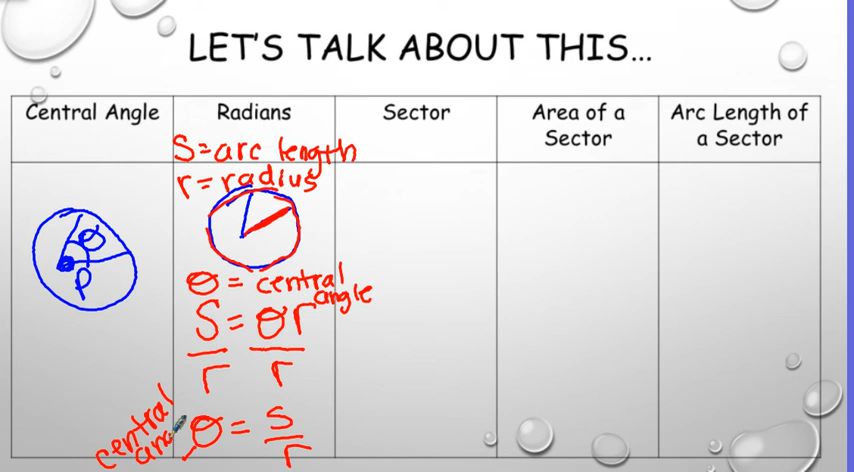 LET'S TALK ABOUT THIS...
Central Angle
Radians
Sector
Area of a
Sector
Arc Length of
a Sector
S=arc length
r=radius
θ
P
θ = central
angle
S = θr
r r
central
θ = s
r